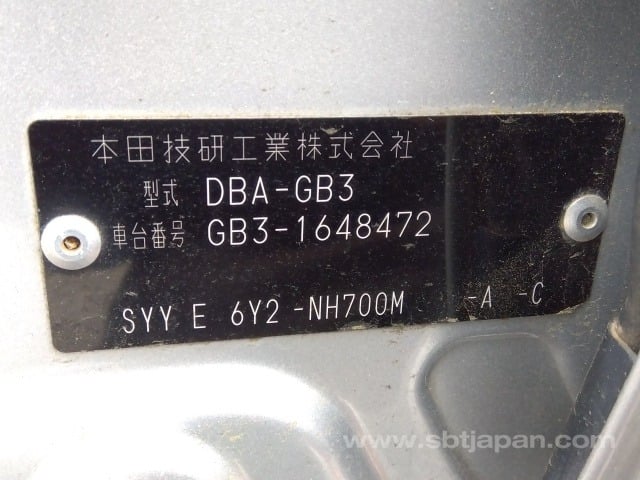 本田技研工業株式会社
型式 DBA-GB3
車台番号 GB3-1648472
SYY E 6Y2 -NH700M -A -C
www.sbtjapan.com